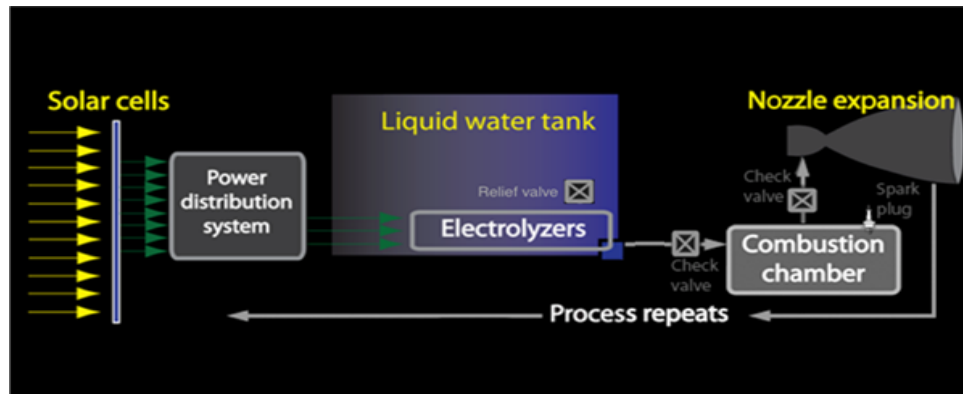 Solar cells
Power
distribution
system
Liquid water tank
Relief valve
Electrolyzers
Check
valve
Nozzle expansion
Check
valve
Spark
plug
Combustion
chamber
Process repeats